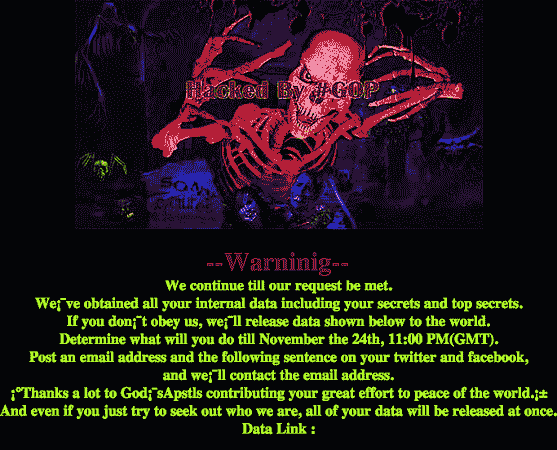 Hacked By #GOP
--Warninig--
We continue till our request be met.
We¡¯ve obtained all your internal data including your secrets and top secrets.
If you don¡¯t obey us, we¡¯ll release data shown below to the world.
Determine what will you do till November the 24th, 11:00 PM(GMT).
Post an email address and the following sentence on your twitter and facebook,
and we¡¯ll contact the email address.
¡°Thanks a lot to God¡¯sApstls contributing your great effort to peace of the world.¡±
And even if you just try to seek out who we are, all of your data will be released at once.
Data Link :